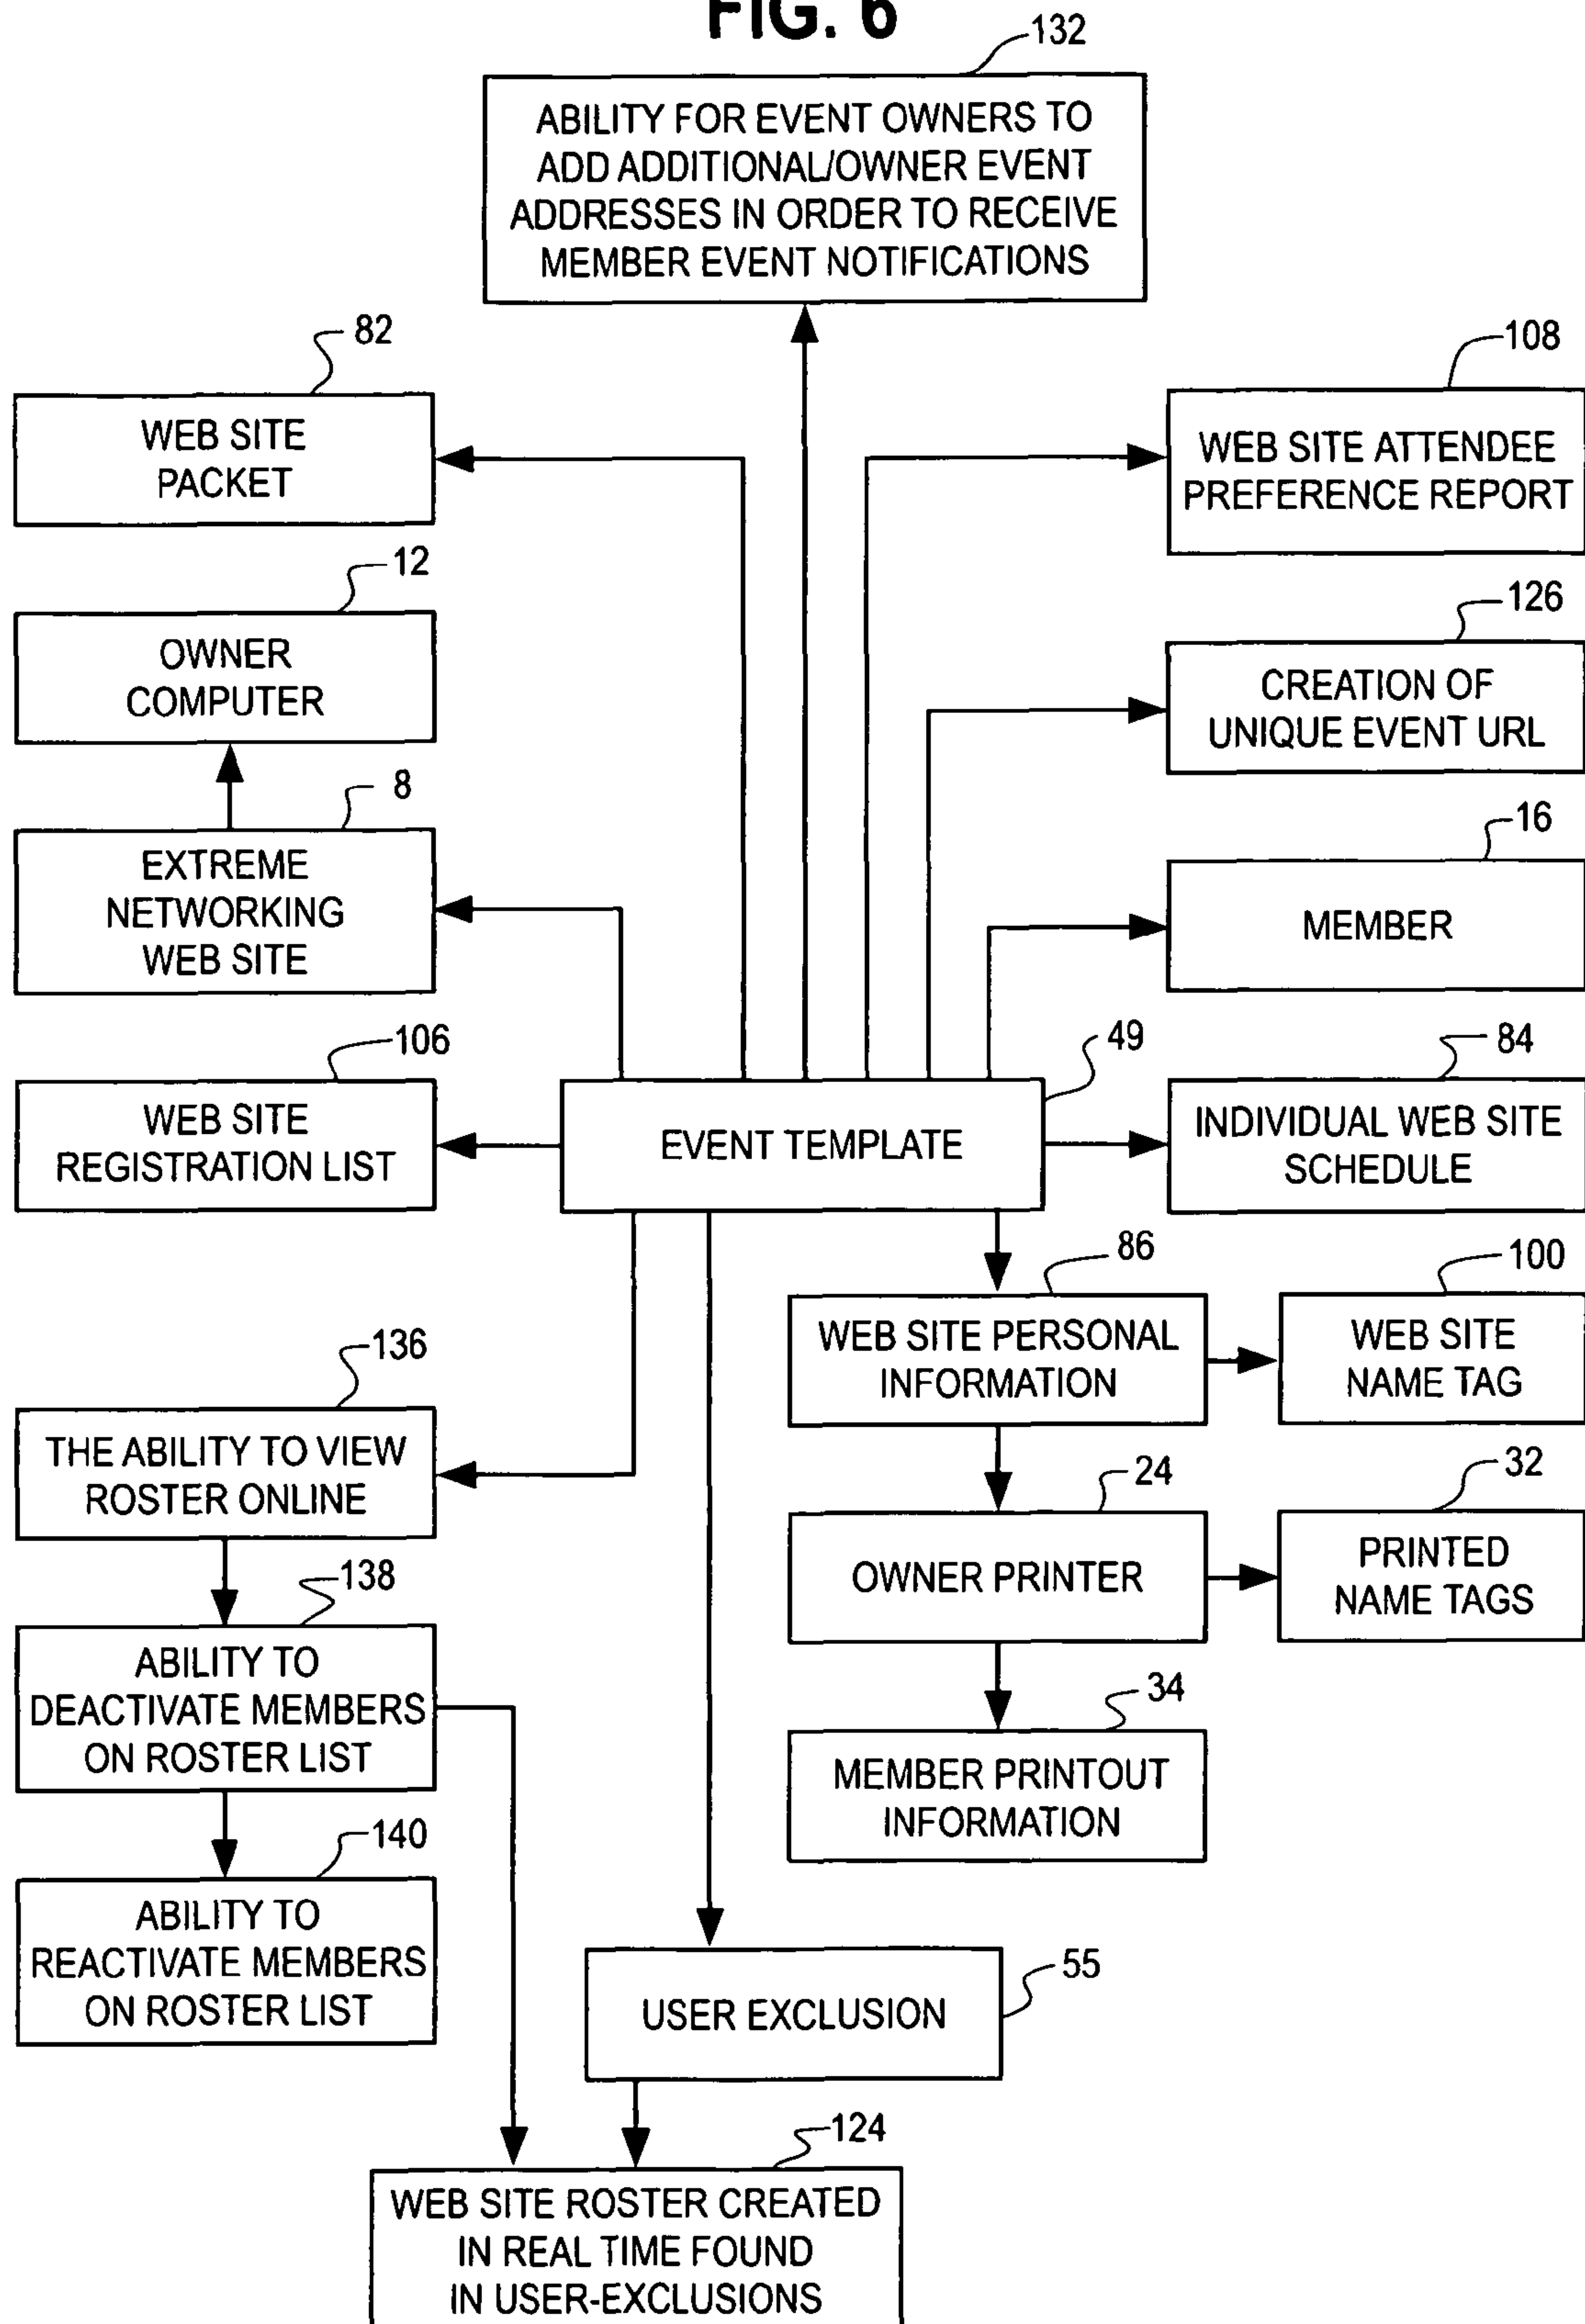 FIG. 6
132
ABILITY FOR EVENT OWNERS TO
ADD ADDITIONAL/OWNER EVENT
ADDRESSES IN ORDER TO RECEIVE
MEMBER EVENT NOTIFICATIONS
82
WEB SITE
PACKET
108
WEB SITE ATTENDEE
PREFERENCE REPORT
12
OWNER
COMPUTER
126
CREATION OF
UNIQUE EVENT URL
8
EXTREME
NETWORKING
WEB SITE
16
MEMBER
106
WEB SITE
REGISTRATION LIST
49
EVENT TEMPLATE
84
INDIVIDUAL WEB SITE
SCHEDULE
86
WEB SITE PERSONAL
INFORMATION
100
WEB SITE
NAME TAG
136
THE ABILITY TO VIEW
ROSTER ONLINE
24
OWNER PRINTER
32
PRINTED
NAME TAGS
138
ABILITY TO
DEACTIVATE MEMBERS
ON ROSTER LIST
34
MEMBER PRINTOUT
INFORMATION
140
ABILITY TO
REACTIVATE MEMBERS
ON ROSTER LIST
55
USER EXCLUSION
124
WEB SITE ROSTER CREATED
IN REAL TIME FOUND
IN USER-EXCLUSIONS